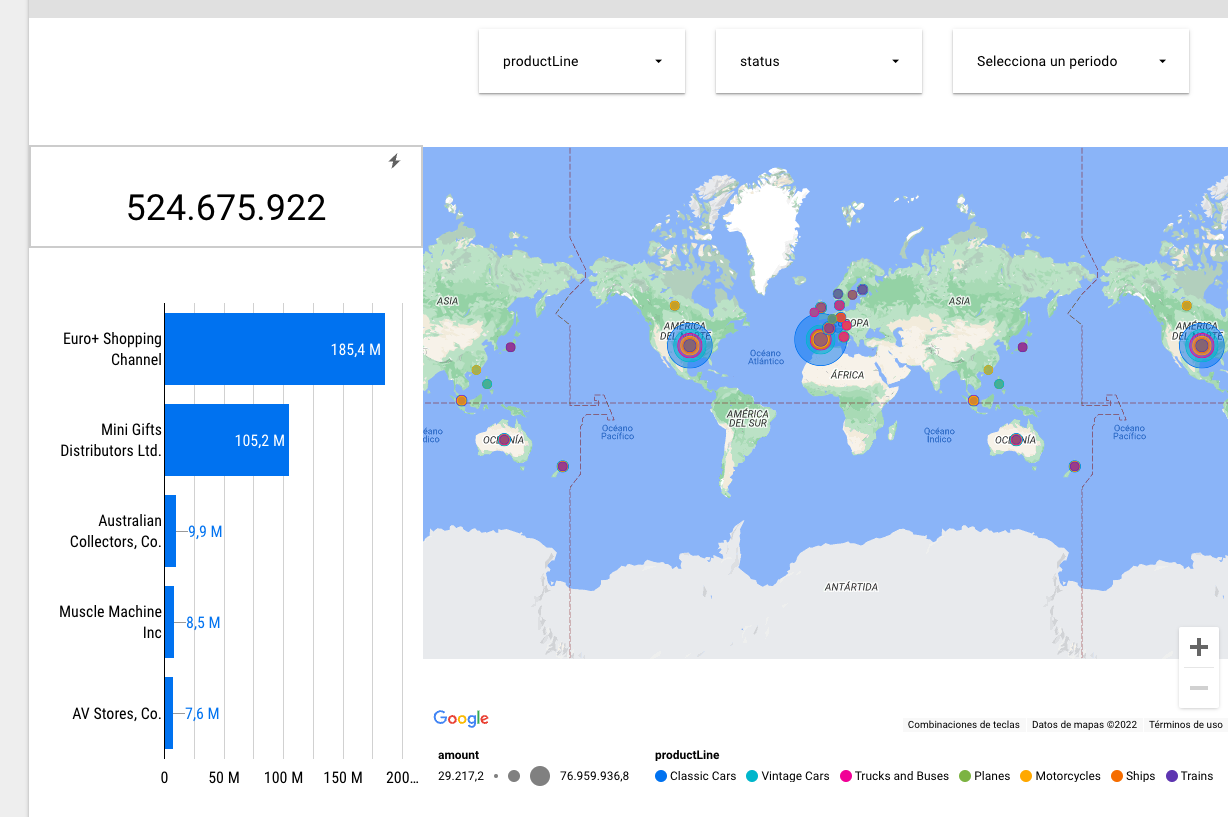 productLine
status
Selecciona un periodo
524.675.922
Euro+ Shopping
Channel
185,4 M
Mini Gifts
Distributors Ltd.
105,2 M
Australian
Collectors, Co.
9,9 M
Muscle Machine
Inc
8,5 M
AV Stores, Co.
7,6 M
0
50 M
100 M
150 M
200...
ASIA
AMÉRICA
DEL NORTE
Océano
Atlántico
ÁFRICA
AMÉRICA
DEL SUR
OCEANÍA
Océano
Pacífico
ASIA
Océano
Índico
OCEANÍA
Océano
Pacífico
AMÉRICA
DEL NORTE
ANTÁRTIDA
Google
Combinaciones de teclas
Datos de mapas ©2022
Términos de uso
amount
29.217,2
76.959.936,8
productLine
Classic Cars
Vintage Cars
Trucks and Buses
Planes
Motorcycles
Ships
Trains